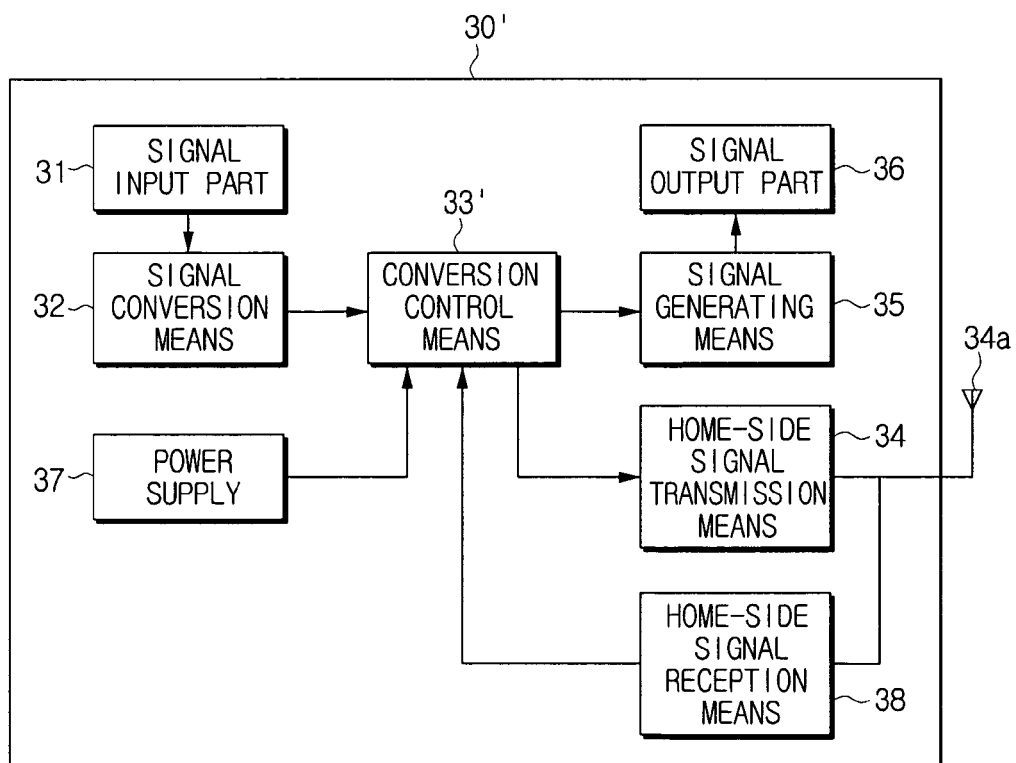 30'
31
SIGNAL
INPUT PART
SIGNAL
OUTPUT PART
36
33'
32
SIGNAL
CONVERSION
MEANS
CONVERSION
CONTROL
MEANS
SIGNAL
GENERATING
MEANS
35
34a
37
POWER
SUPPLY
HOME-SIDE
SIGNAL
TRANSMISSION
MEANS
34
HOME-SIDE
SIGNAL
RECEPTION
MEANS
38